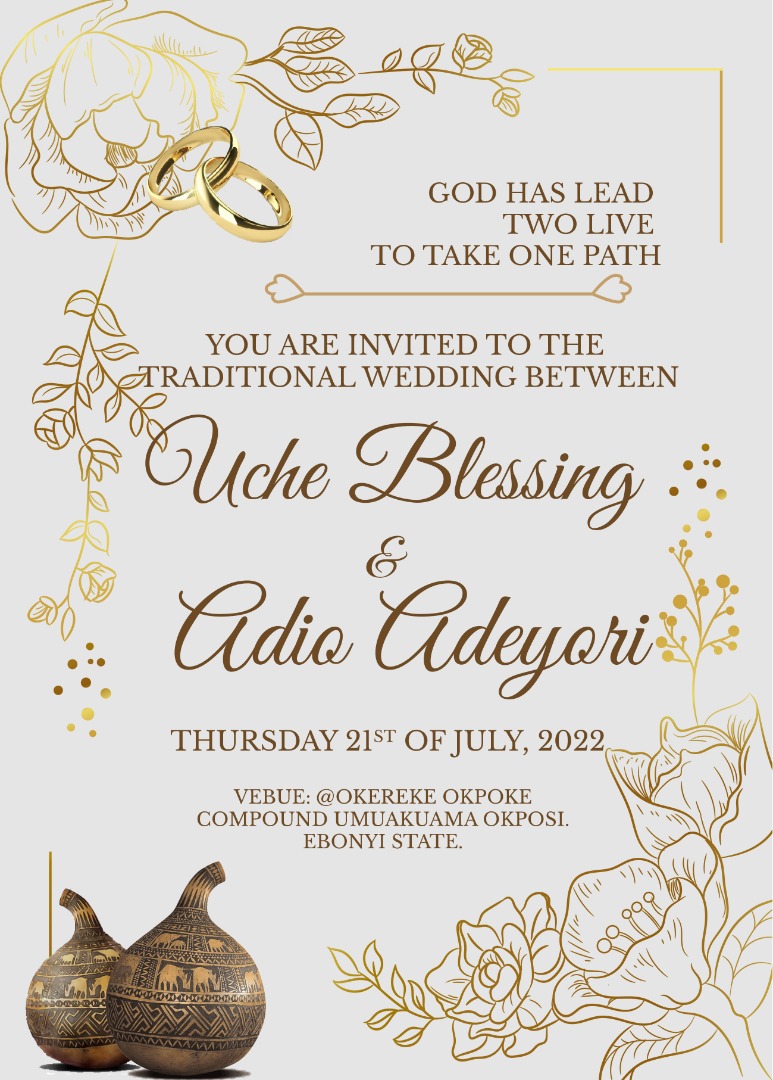 GOD HAS LEAD
TWO LIVE
TO TAKE ONE PATH
YOU ARE INVITED TO THE
TRADITIONAL WEDDING BETWEEN
Uche Blessing
&
Adio Adeyori
THURSDAY 21ST OF JULY, 2022
VEBUE: @OKEREKE OKPOKE
COMPOUND UMUAKUAMA OKPOSI.
EBONYI STATE.